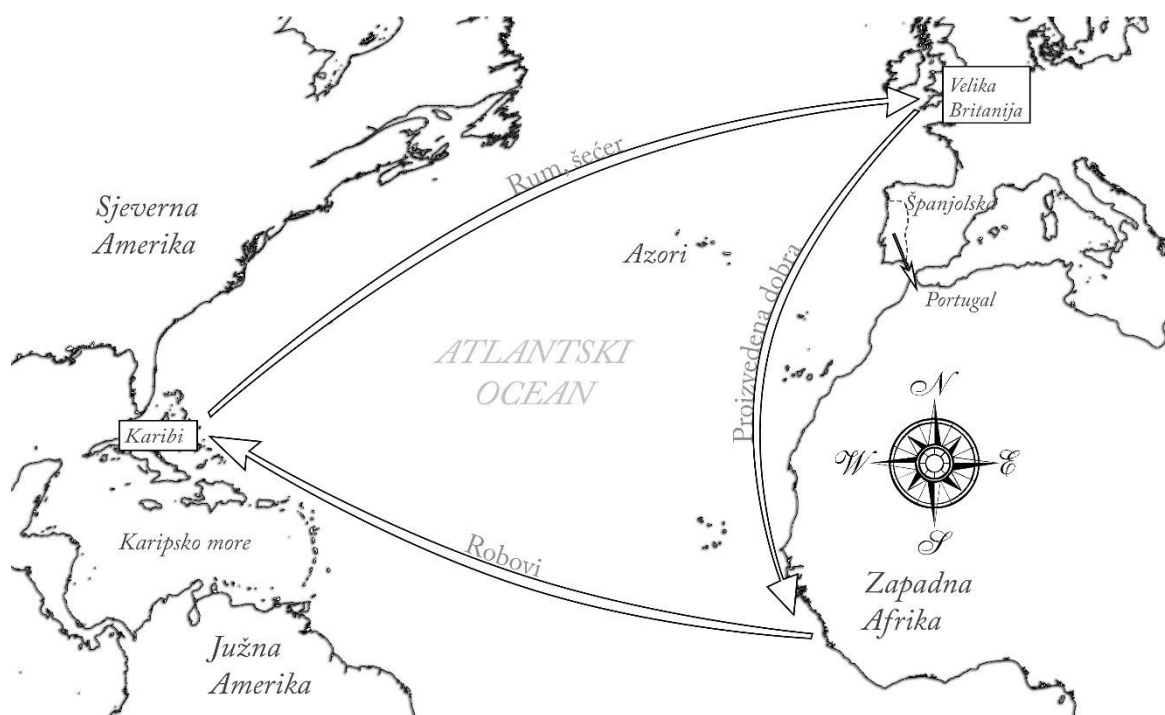 Velika
Britanija
Rum, šećer
Španjolska
Sjeverna
Amerika
Azori
Proizvedena dobra
Portugal
ATLANTSKI
OCEAN
N
Karibi
W
E
Karipsko more
Robovi
S
Zapadna
Afrika
Južna
Amerika